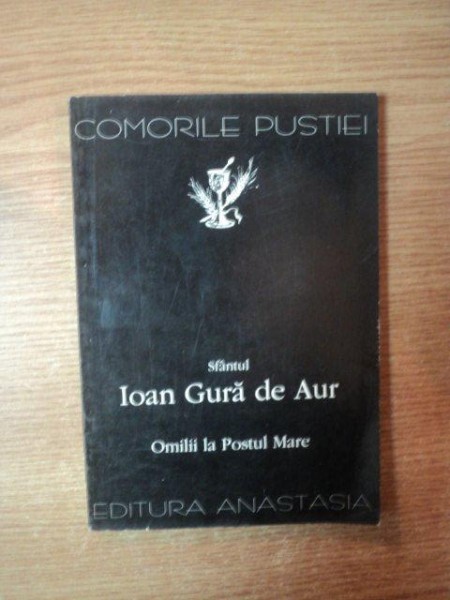 COMORILE PUSTIEI
Sfântul
Ioan Gură de Aur
Omilii la Postul Mare
EDITURA ANASTASIA